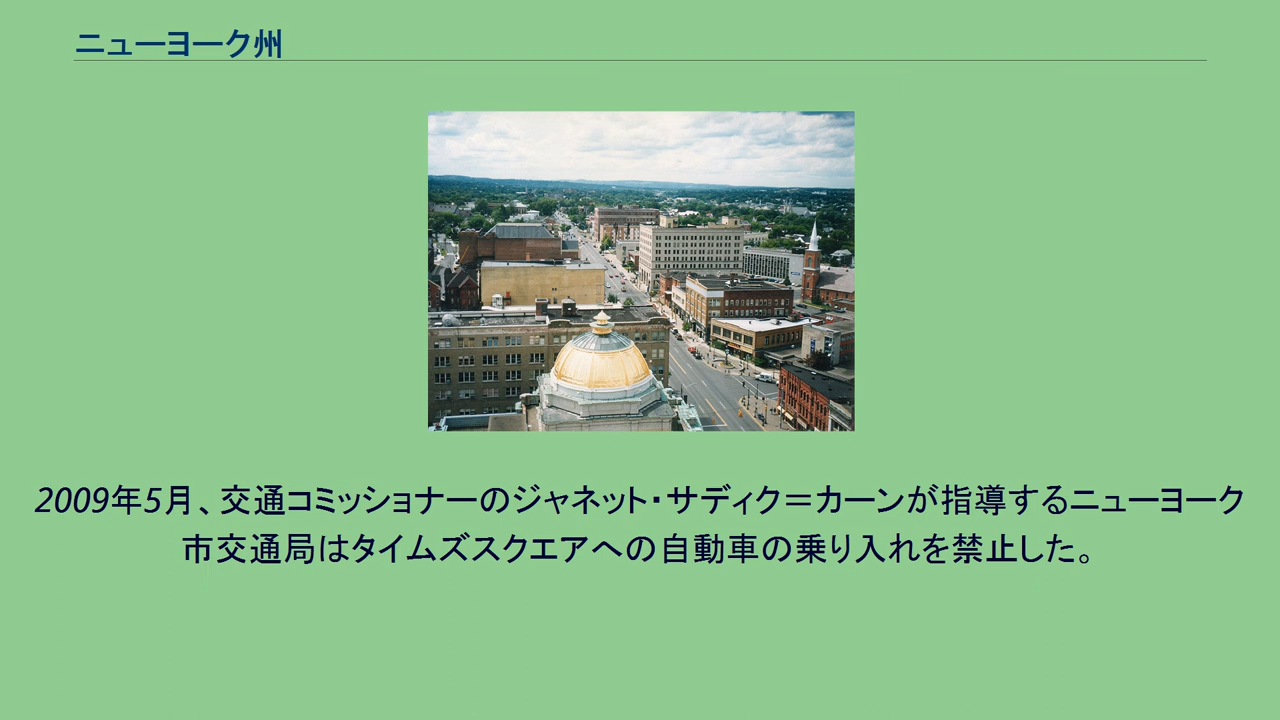 ニューヨーク州
2009年5月、交通コミッショナーのジャネット・サディク＝カーンが指導するニューヨーク
市交通局はタイムズスクエアへの自動車の乗り入れを禁止した。